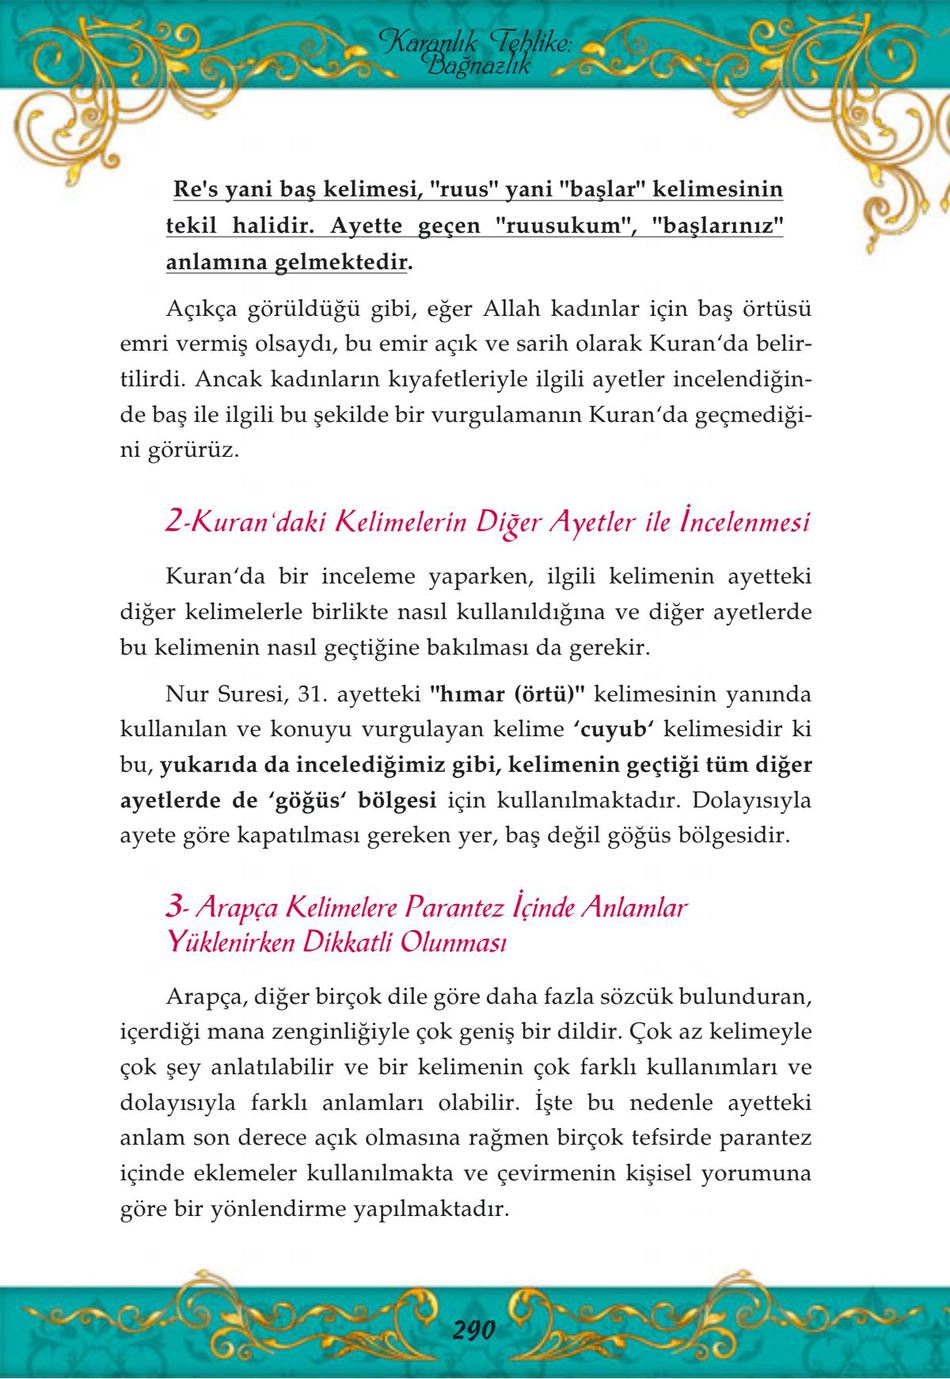 Karanlık Tehlike:
Bağnazlık
Re's yani baş kelimesi, "ruus" yani "başlar" kelimesinin
tekil halidir. Ayette geçen "ruusukum", "başlarınız"
anlamına gelmektedir.
Açıkça görüldüğü gibi, eğer Allah kadınlar için baş örtüsü
emri vermiş olsaydı, bu emir açık ve sarih olarak Kuran‘da belir-
tilirdi. Ancak kadınların kıyafetleriyle ilgili ayetler incelendiğin-
de baş ile ilgili bu şekilde bir vurgulamanın Kuran‘da geçmediği-
ni görürüz.
2-Kuran‘daki Kelimelerin Diğer Ayetler ile İncelenmesi
Kuran‘da bir inceleme yaparken, ilgili kelimenin ayetteki
diğer kelimelerle birlikte nasıl kullanıldığına ve diğer ayetlerde
bu kelimenin nasıl geçtiğine bakılması da gerekir.
Nur Suresi, 31. ayetteki "hımar (örtü)" kelimesinin yanında
kullanılan ve konuyu vurgulayan kelime ‘cuyub‘ kelimesidir ki
bu, yukarıda da incelediğimiz gibi, kelimenin geçtiği tüm diğer
ayetlerde de ‘göğüs‘ bölgesi için kullanılmaktadır. Dolayısıyla
ayete göre kapatılması gereken yer, baş değil göğüs bölgesidir.
3- Arapça Kelimelere Parantez İçinde Anlamlar
Yüklenirken Dikkatli Olunması
Arapça, diğer birçok dile göre daha fazla sözcük bulunduran,
içerdiği mana zenginliğiyle çok geniş bir dildir. Çok az kelimeyle
çok şey anlatılabilir ve bir kelimenin çok farklı kullanımları ve
dolayısıyla farklı anlamları olabilir. İşte bu nedenle ayetteki
anlam son derece açık olmasına rağmen birçok tefsirde parantez
içinde eklemeler kullanılmakta ve çevirmenin kişisel yorumuna
göre bir yönlendirme yapılmaktadır.
290